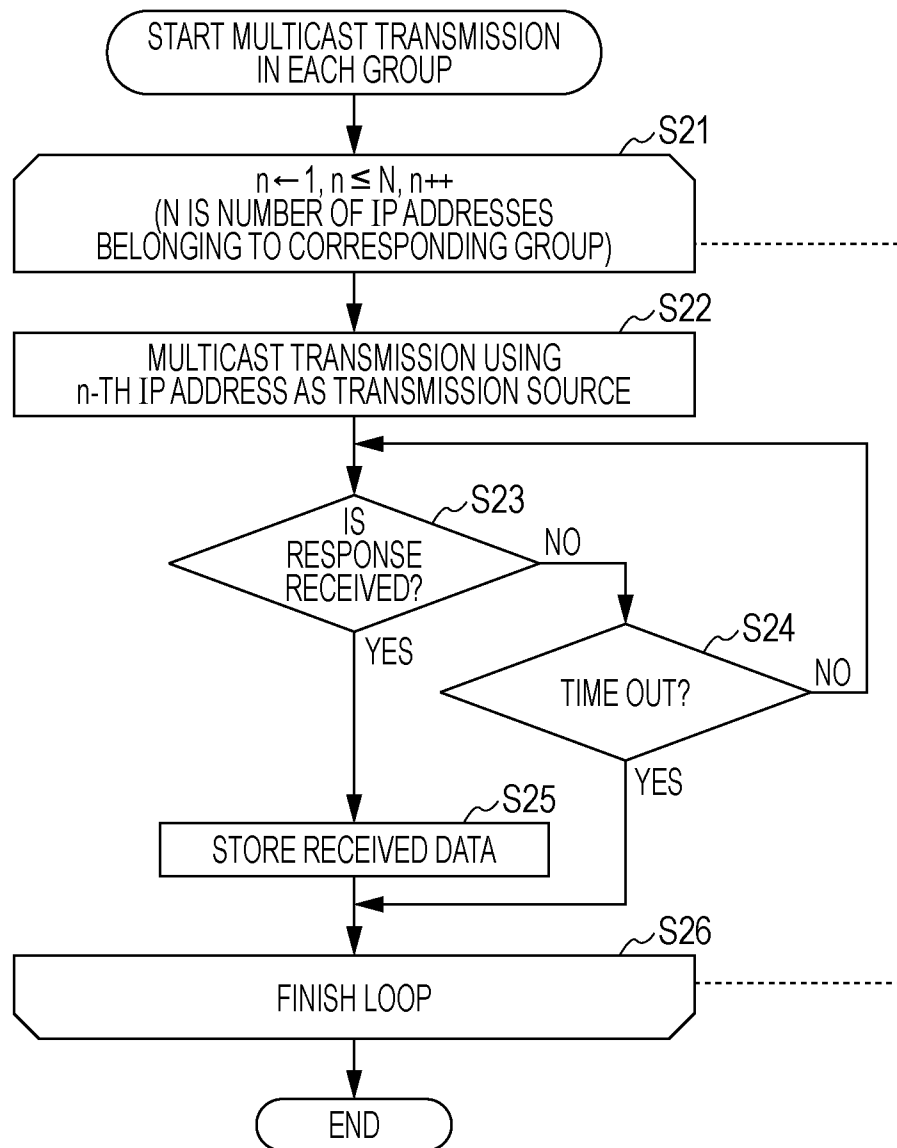 START MULTICAST TRANSMISSION
IN EACH GROUP
S21
n ← 1, n ≦ N, n++
(N IS NUMBER OF IP ADDRESSES
BELONGING TO CORRESPONDING GROUP)
S22
MULTICAST TRANSMISSION USING
n-TH IP ADDRESS AS TRANSMISSION SOURCE
S23
IS
RESPONSE
RECEIVED?
NO
YES
S24
TIME OUT?
NO
YES
S25
STORE RECEIVED DATA
S26
FINISH LOOP
END